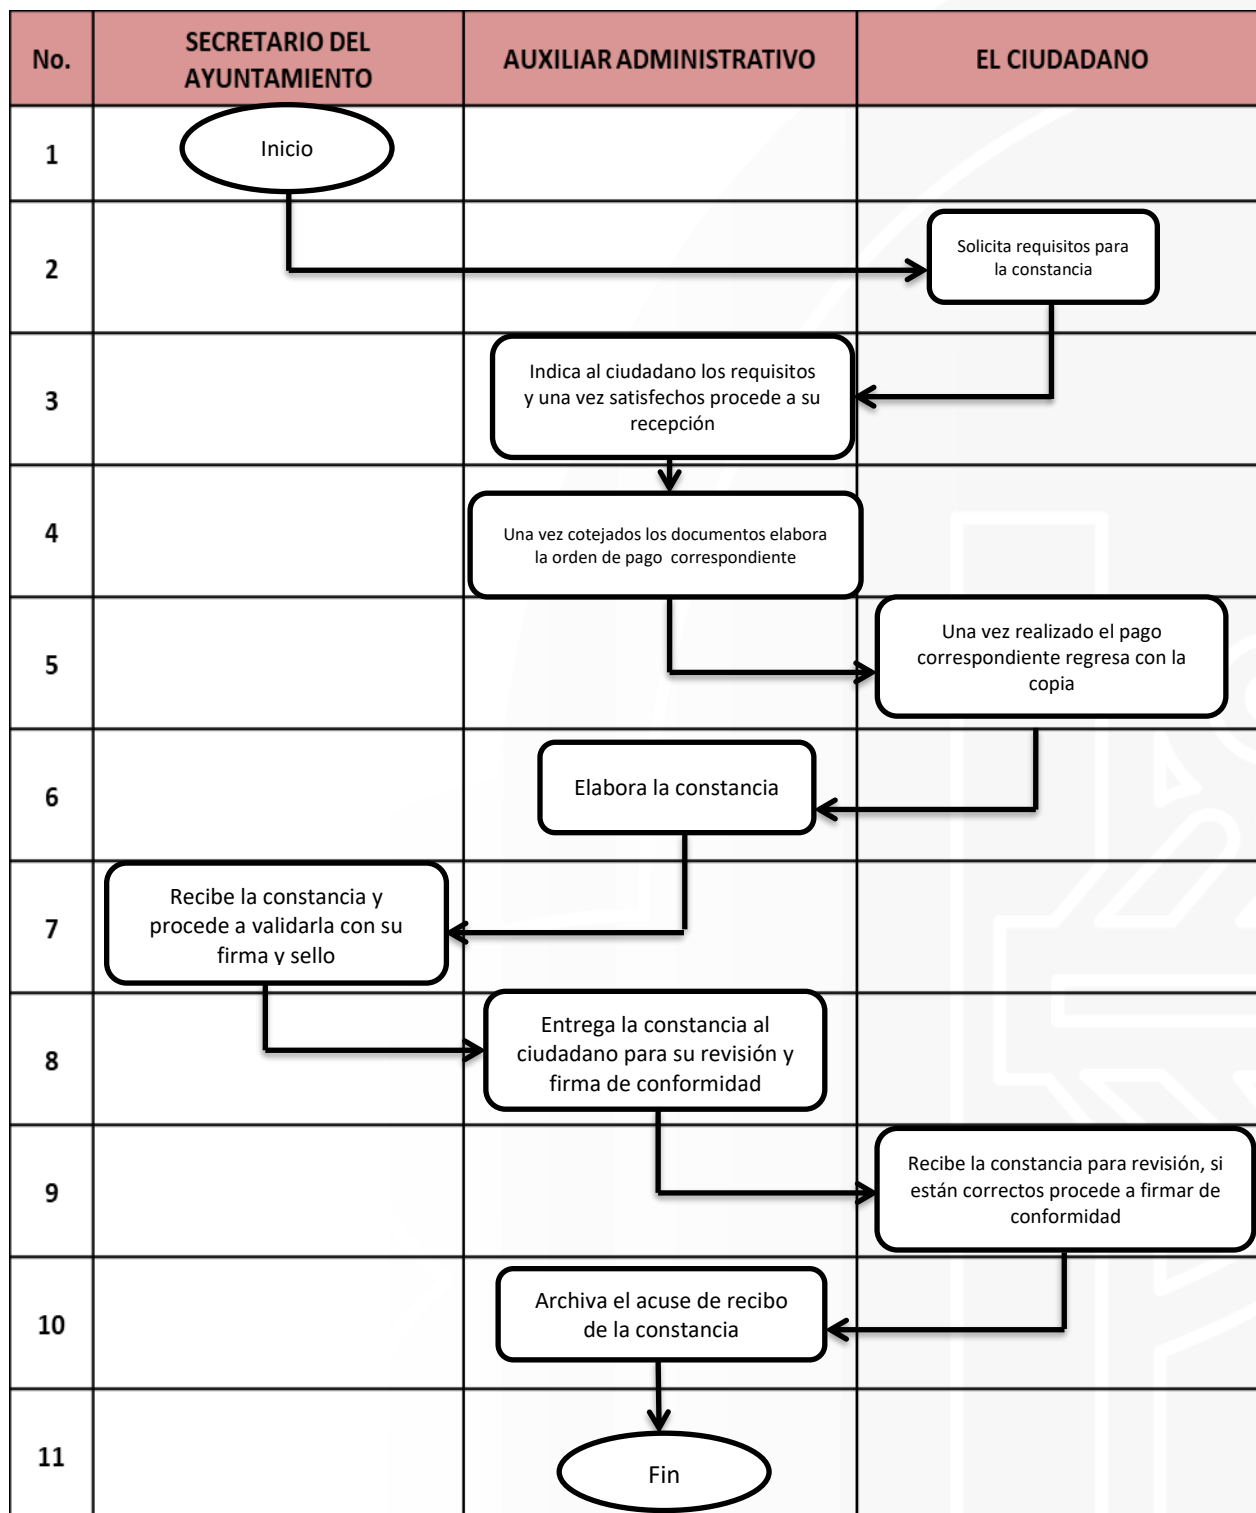 No.
SECRETARIO DEL
AYUNTAMIENTO
AUXILIAR ADMINISTRATIVO
EL CIUDADANO
1
Inicio
2
Solicita requisitos para
la constancia
3
Indica al ciudadano los requisitos
y una vez satisfechos procede a su
recepción
4
Una vez cotejados los documentos elabora
la orden de pago correspondiente
5
Una vez realizado el pago
correspondiente regresa con la
copia
6
Elabora la constancia
7
Recibe la constancia y
procede a validarla con su
firma y sello
8
Entrega la constancia al
ciudadano para su revisión y
firma de conformidad
9
Recibe la constancia para revisión, si
están correctos procede a firmar de
conformidad
10
Archiva el acuse de recibo
de la constancia
11
Fin